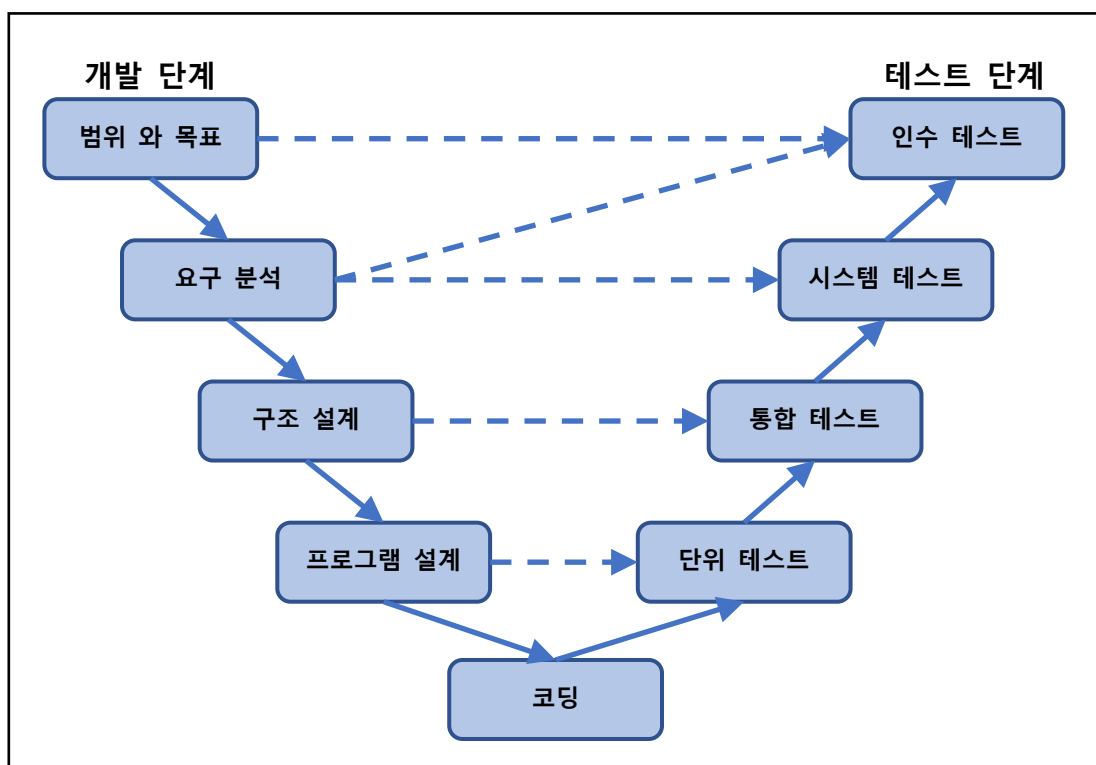 개발 단계
테스트 단계
범위 와 목표
인수 테스트
요구 분석
시스템 테스트
구조 설계
통합 테스트
프로그램 설계
단위 테스트
코딩